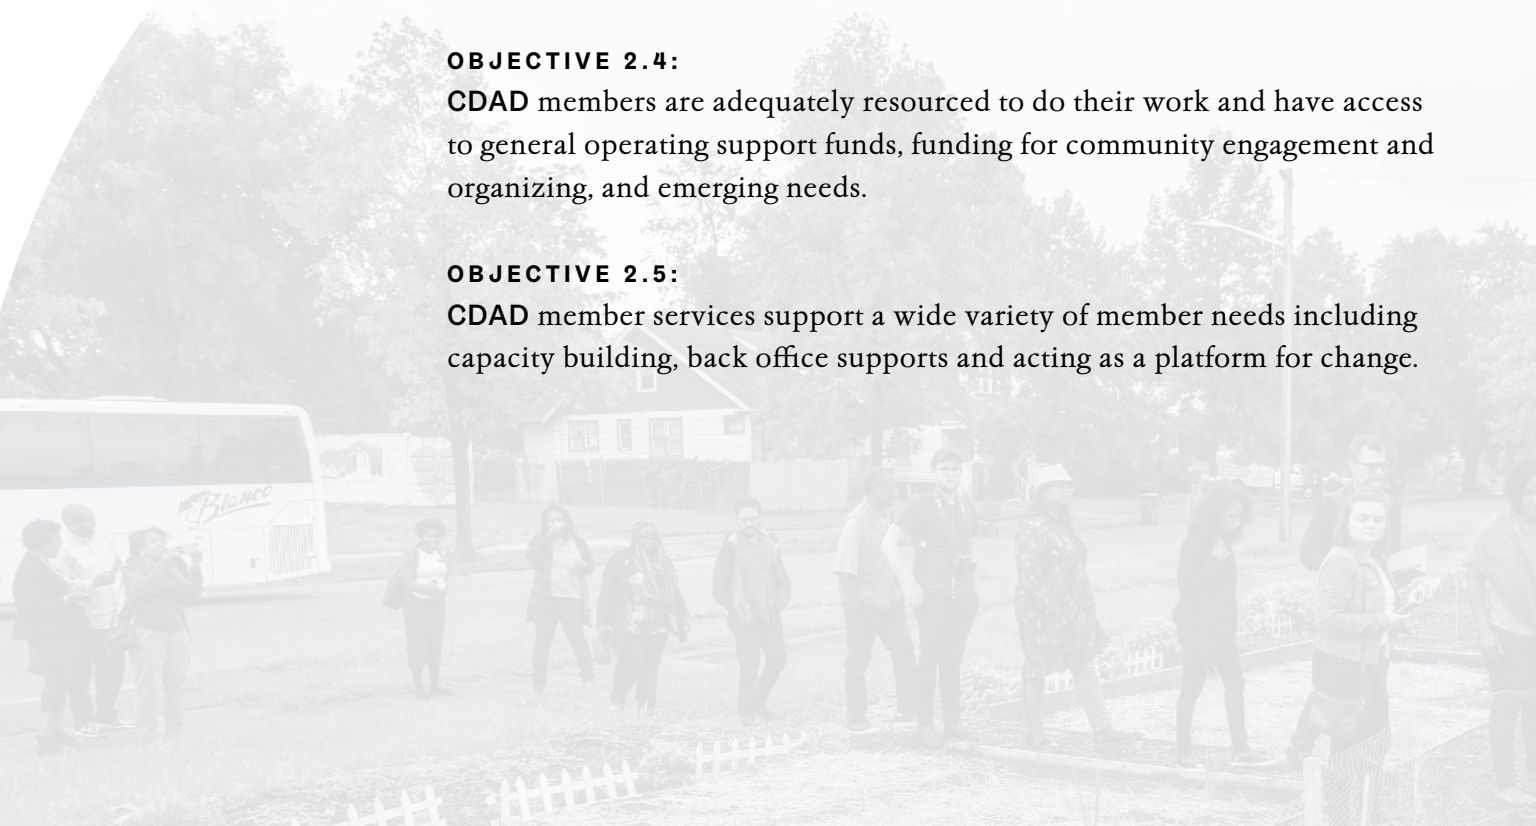 OBJECTIVE 2.4:
CDAD members are adequately resourced to do their work and have access
to general operating support funds, funding for community engagement and
organizing, and emerging needs.
OBJECTIVE 2.5:
CDAD member services support a wide variety of member needs including
capacity building, back office supports and acting as a platform for change.
Bianco